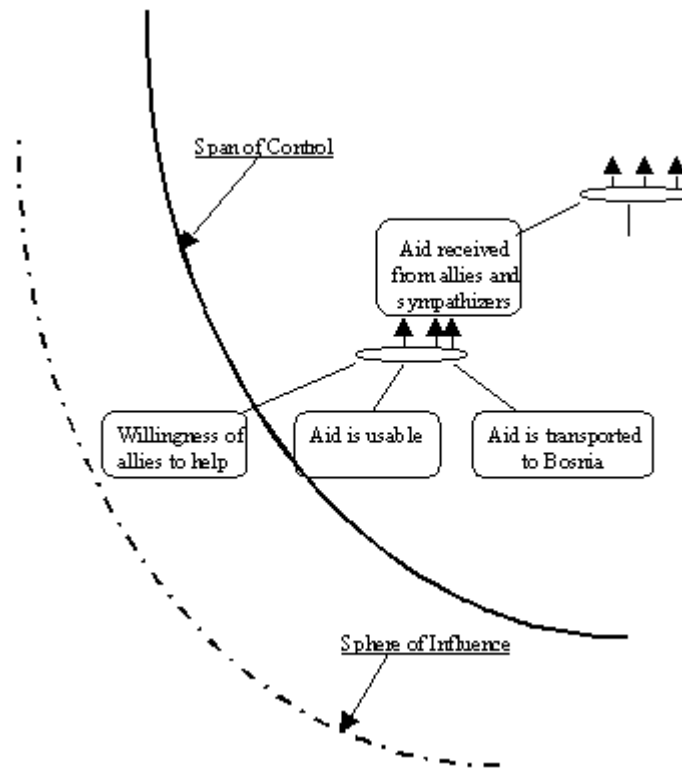 Span of Control
Aid received
from allies and
sympathizers
Willingness of
allies to help
Aid is usable
Aid is transported
to Bosnia
Sphere of Influence